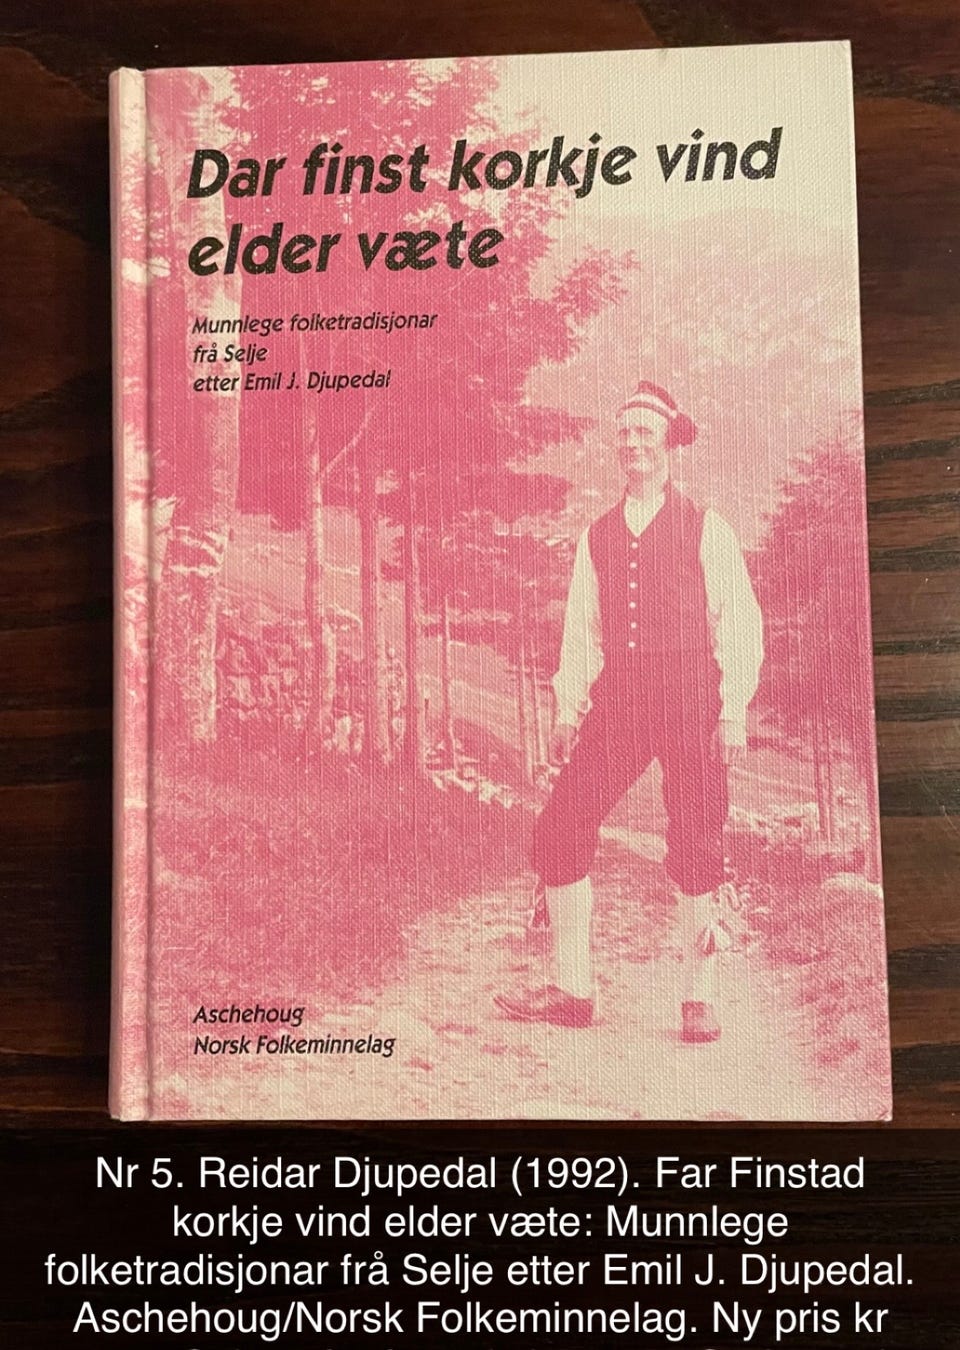 Dar finst korkje vind
elder væte
Munnlege folketradisjonar
frå Selje
etter Emil J. Djupedal
Aschehoug
Norsk Folkeminnelag
Nr 5. Reidar Djupedal (1992). Far Finstad
korkje vind elder væte: Munnlege
folketradisjonar frå Selje etter Emil J. Djupedal.
Aschehoug/Norsk Folkeminnelag. Ny pris kr